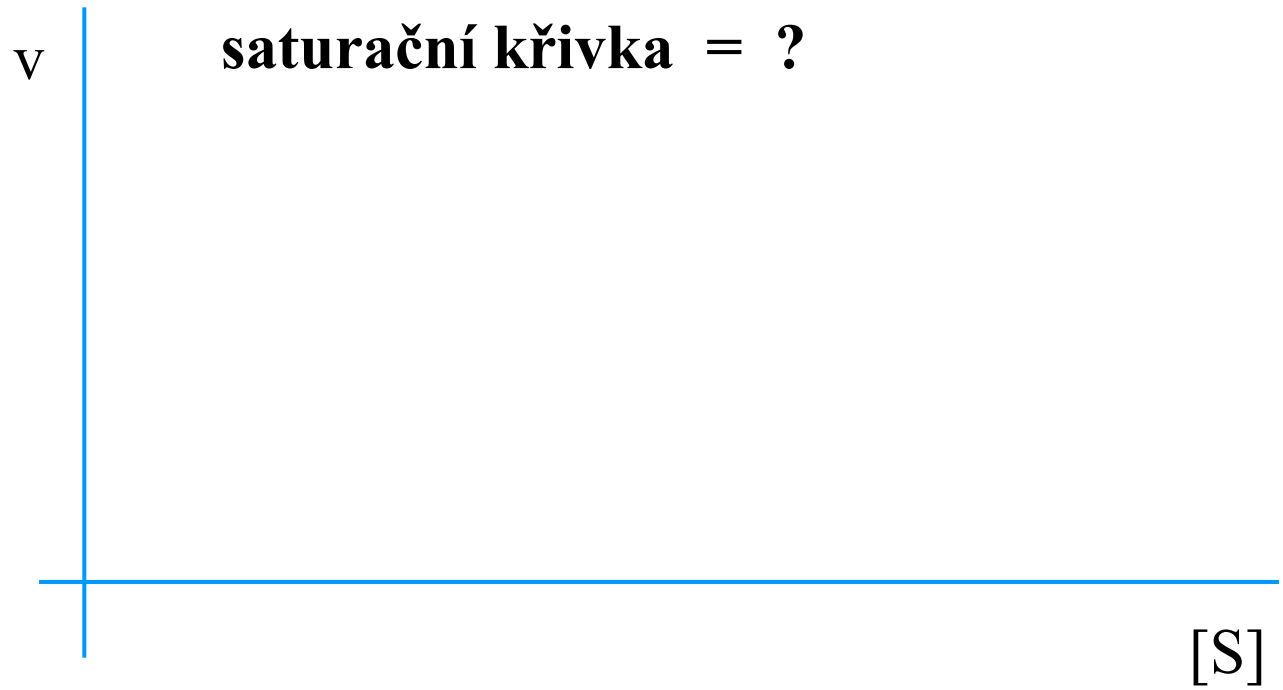 v
saturační křivka = ?
[S]